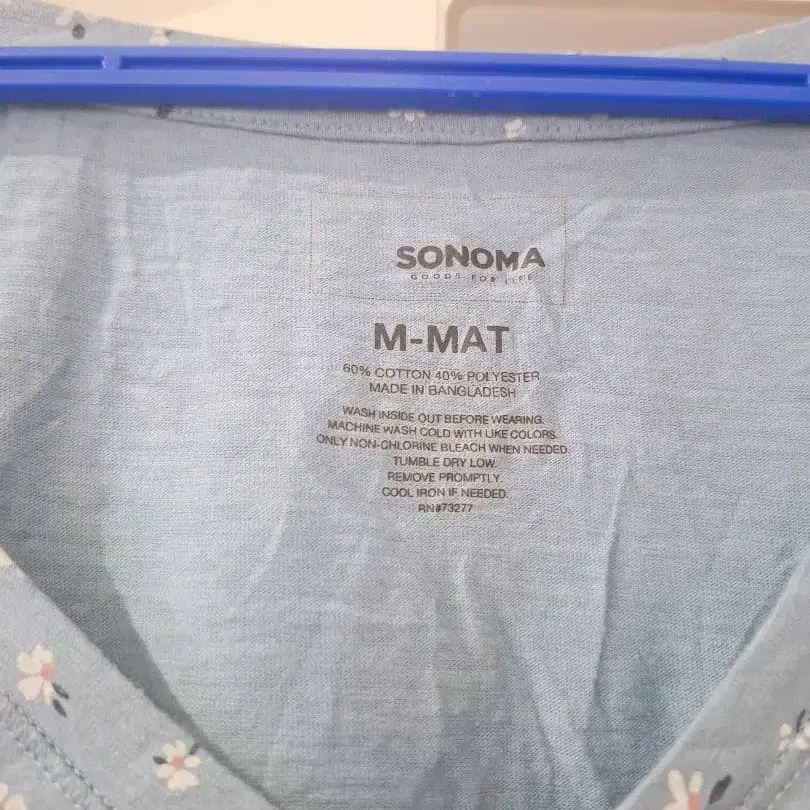 SONOMA
GOODS FOR LIFE
M-MAT
60% COTTON 40% POLYESTER
MADE IN BANGLADESH
WASH INSIDE OUT BEFORE WEARING.
MACHINE WASH COLD WITH LIKE COLORS.
ONLY NON-CHLORINE BLEACH WHEN NEEDED.
TUMBLE DRY LOW.
REMOVE PROMPTLY.
COOL IRON IF NEEDED.
RN#73277